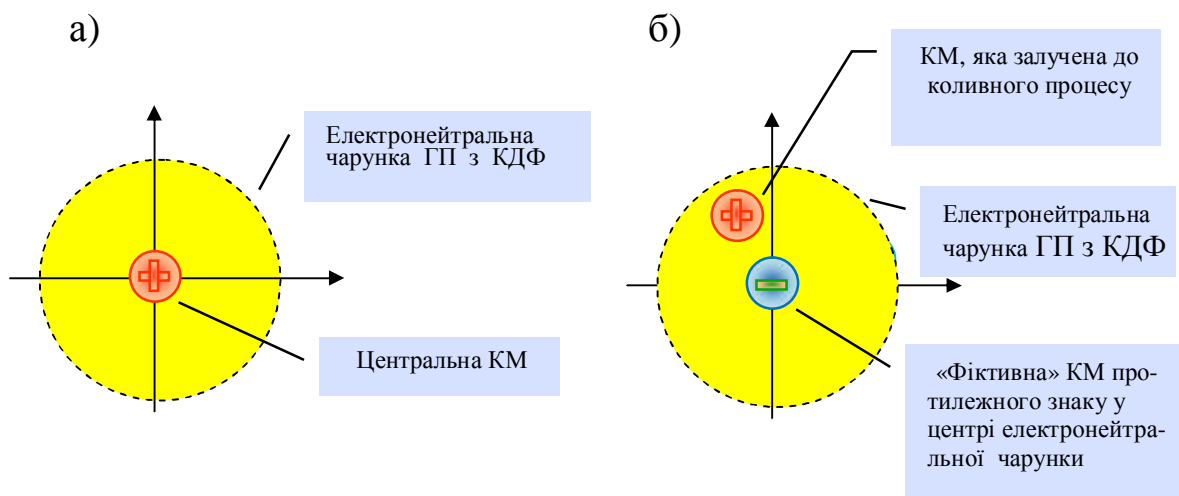 а)
Електронейтральна
чарунка ГП з КДФ
Центральна КМ
б)
КМ, яка залучена до
коливного процесу
Електронейтральна
чарунка ГП з КДФ
«Фіктивна» КМ про-
тилежного знаку у
центрі електронейтра-
льної чарунки